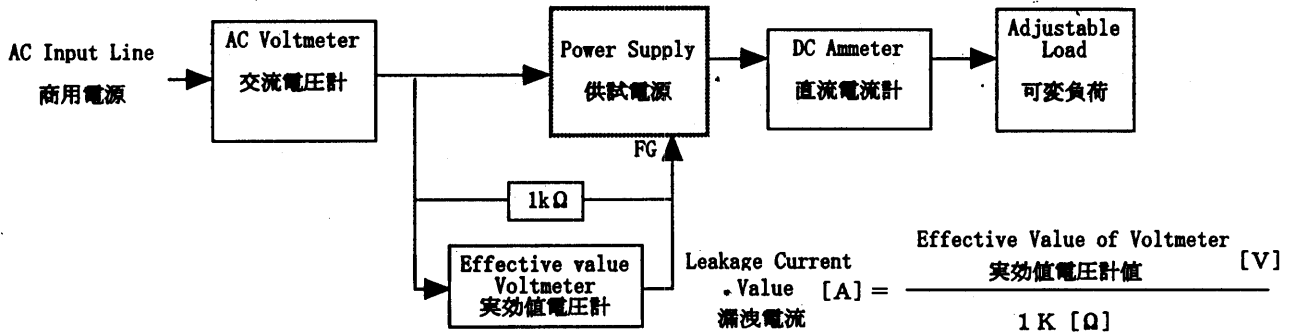 AC Input Line
商用電源
AC Voltmeter
交流電圧計
Power Supply
供試電源
DC Ammeter
直流電流計
Adjustable
Load
可変負荷
FG
1kΩ
Effective value
Voltmeter
実効値電圧計
Leakage Current
Value [A] =
漏洩電流
Effective Value of Voltmeter
実効値電圧計値 [V]
1K [Ω]